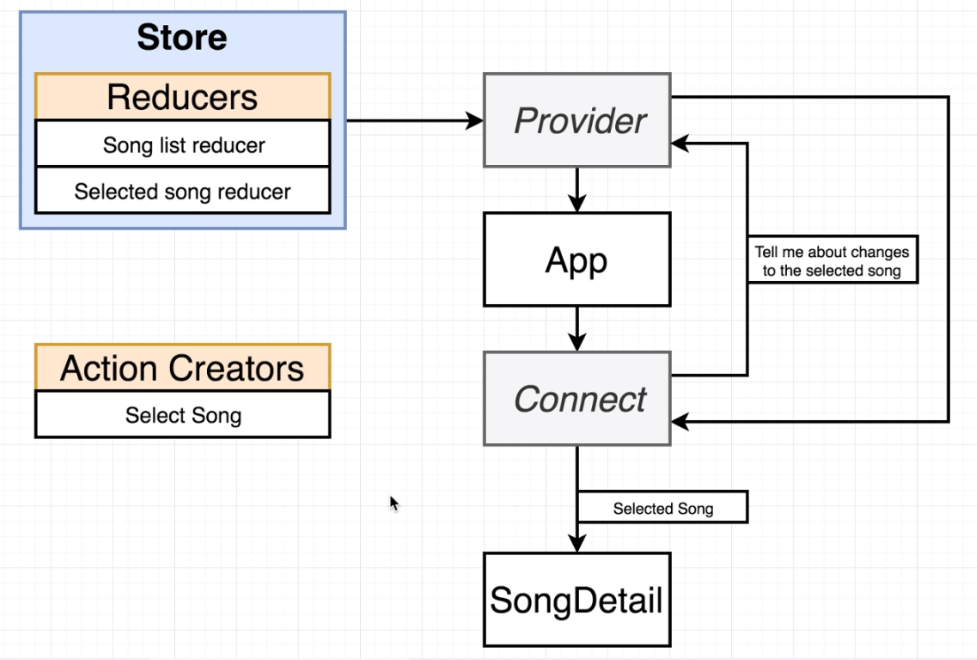 Store
Reducers
Song list reducer
Selected song reducer
Action Creators
Select Song
Provider
App
Tell me about changes
to the selected song
Connect
Selected Song
SongDetail